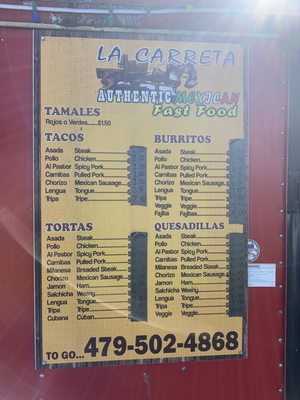 LA CARRETA
AUTHENTIC MEXICAN
Fast Food
TAMALES
Rojos o Verdes......$150
TACOS
Asada Steak
Pollo Chicken
Al Pastor Spicy Pork
Carnitas Pulled Pork
Chorizo Mexican Sausage
Lengua Tongue
Tripa Tripe
BURRITOS
Asada Steak
Pollo Chicken
Al Pastor Spicy Pork
Carnitas Pulled Pork
Chorizo Mexican Sausage
Lengua Tongue
Tripa Tripe
Veggie Veggie
Fajita Fajitas
TORTAS
Asada Steak
Pollo Chicken
Al Pastor Spicy Pork
Carnitas Pulled Pork
Milanesa Breaded Steak
Chorizo Mexican Sausage
Jamon Ham
Salchicha Weeny
Lengua Tongue
Tripa Tripe
Cubana Cuban
QUESADILLAS
Asada Steak
Pollo Chicken
Al Pastor Spicy Pork
Carnitas Pulled Pork
Milanesa Breaded Steak
Chorizo Mexican Sausage
Jamon Ham
Salchicha Weeny
Lengua Tongue
Tripa Tripe
Veggie Veggie
TO GO... 479-502-4868